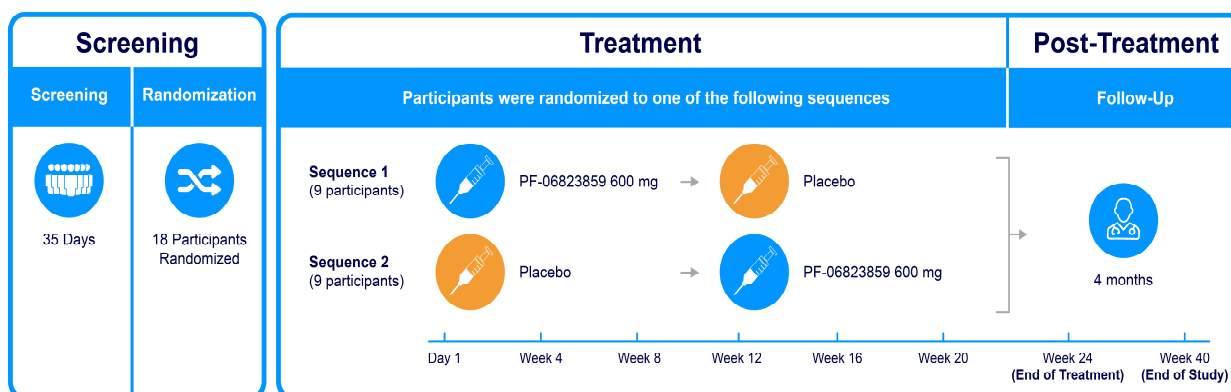 Screening
Treatment
Post-Treatment
Screening
Randomization
Participants were randomized to one of the following sequences
Follow-Up
Sequence 1
(9 participants)
PF-06823859 600 mg
Placebo
35 Days
18 Participants
Randomized
Sequence 2
(9 participants)
Placebo
PF-06823859 600 mg
4 months
Day 1
Week 4
Week 8
Week 12
Week 16
Week 20
Week 24
(End of Treatment)
Week 40
(End of Study)